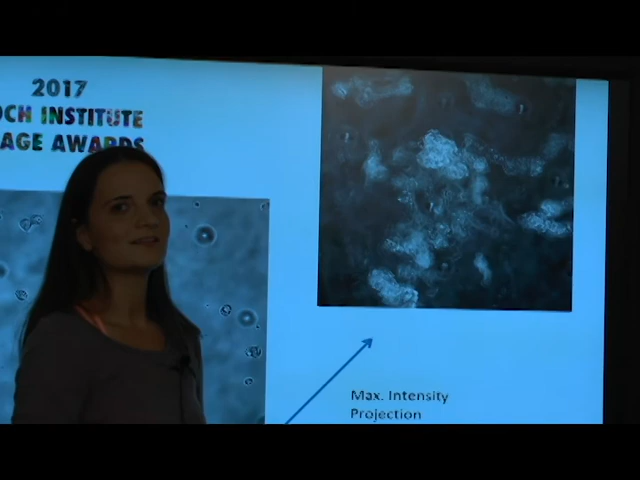 2017
OCH INSTITUTE
AGE AWARDS
Max. Intensity
Projection